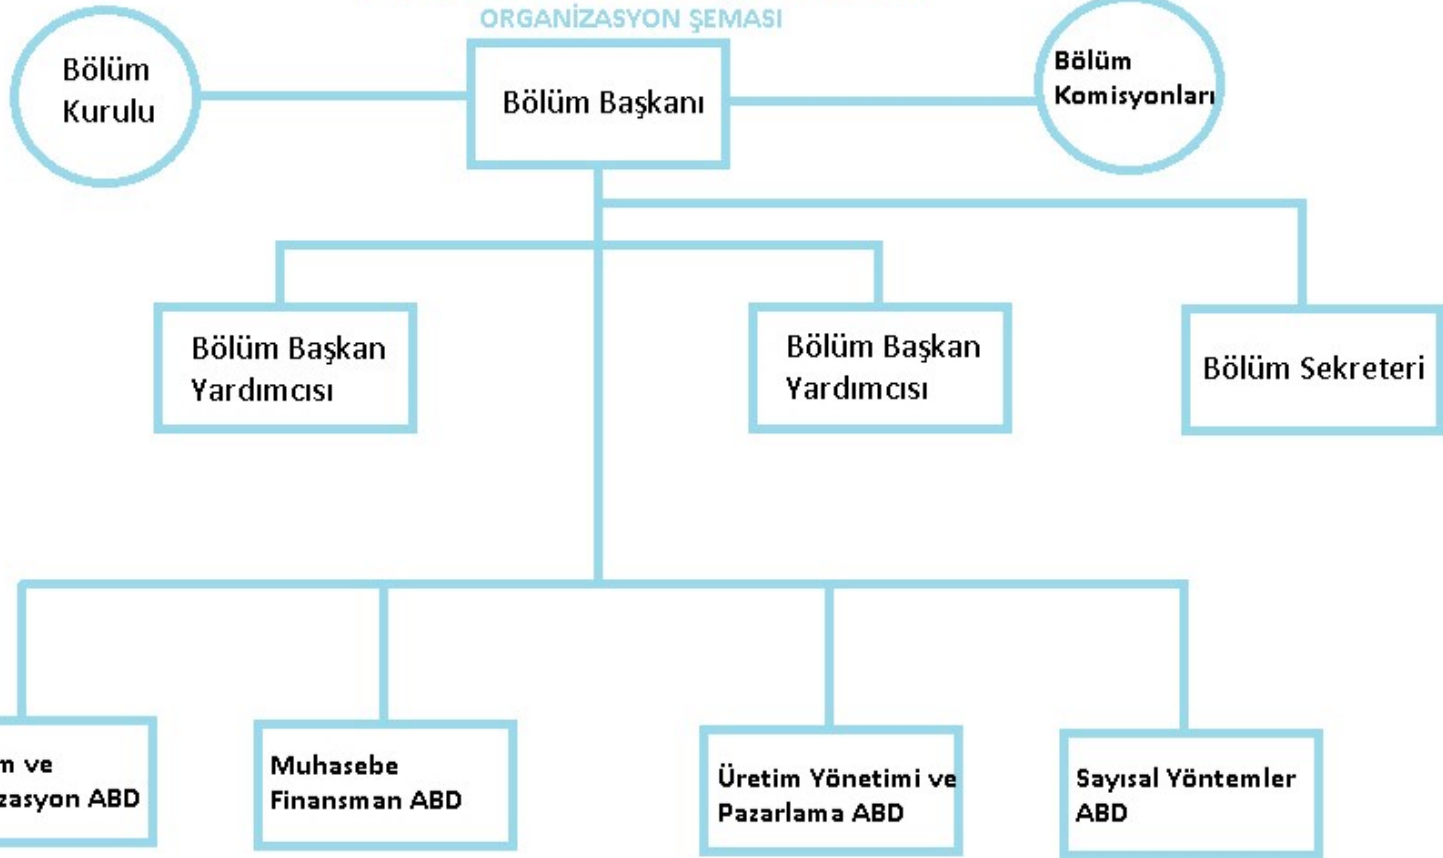 ORGANİZASYON ŞEMASI
Bölüm
Kurulu
Bölüm Başkanı
Bölüm
Komisyonları
Bölüm Başkan
Yardımcısı
Bölüm Başkan
Yardımcısı
Bölüm Sekreteri
m ve
zasyon ABD
Muhasebe
Finansman ABD
Üretim Yönetimi ve
Pazarlama ABD
Sayısal Yöntemler
ABD